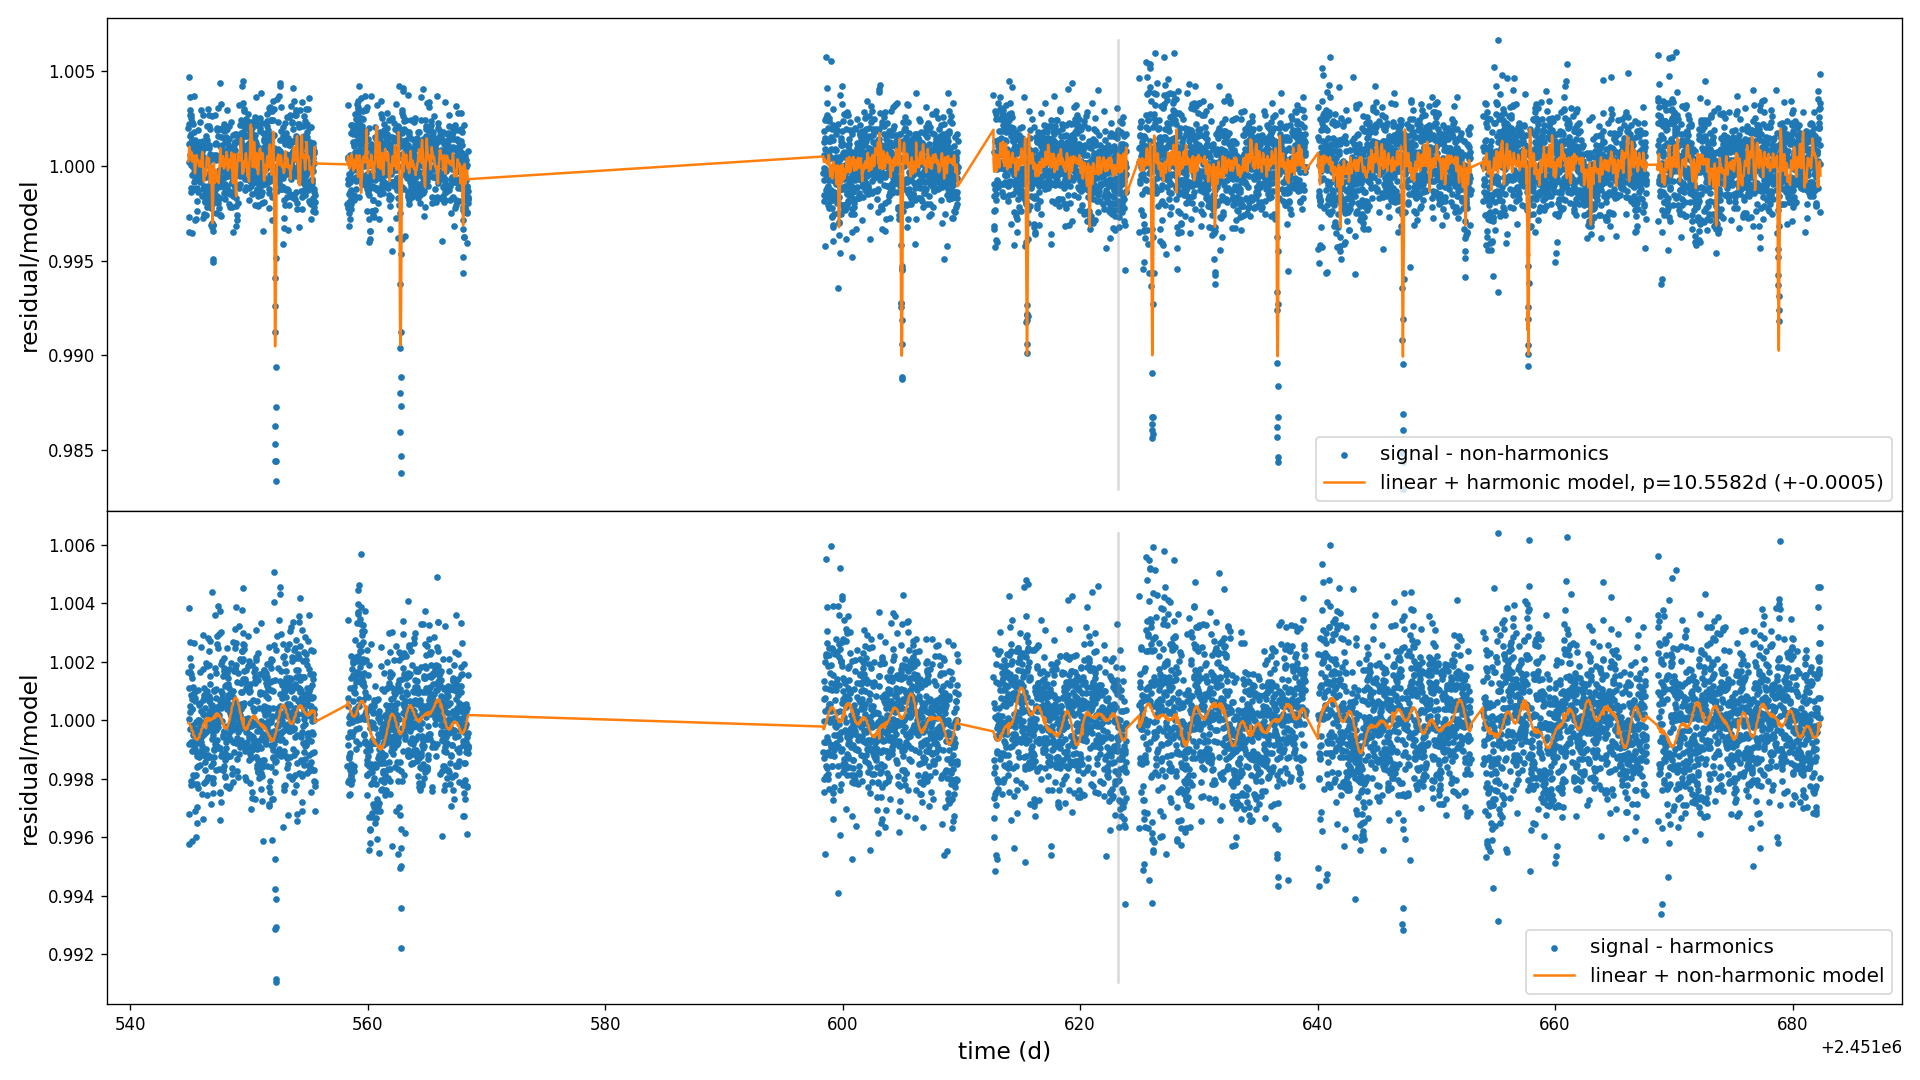 1.005
1.000
0.995
0.990
0.985
residual/model
signal - non-harmonics
linear + harmonic model, p=10.5582d (+-0.0005)
1.006
1.004
1.002
1.000
0.998
0.996
0.994
0.992
residual/model
signal - harmonics
linear + non-harmonic model
540 560 580 600 620 640 660 680
time (d)
+2.451e6